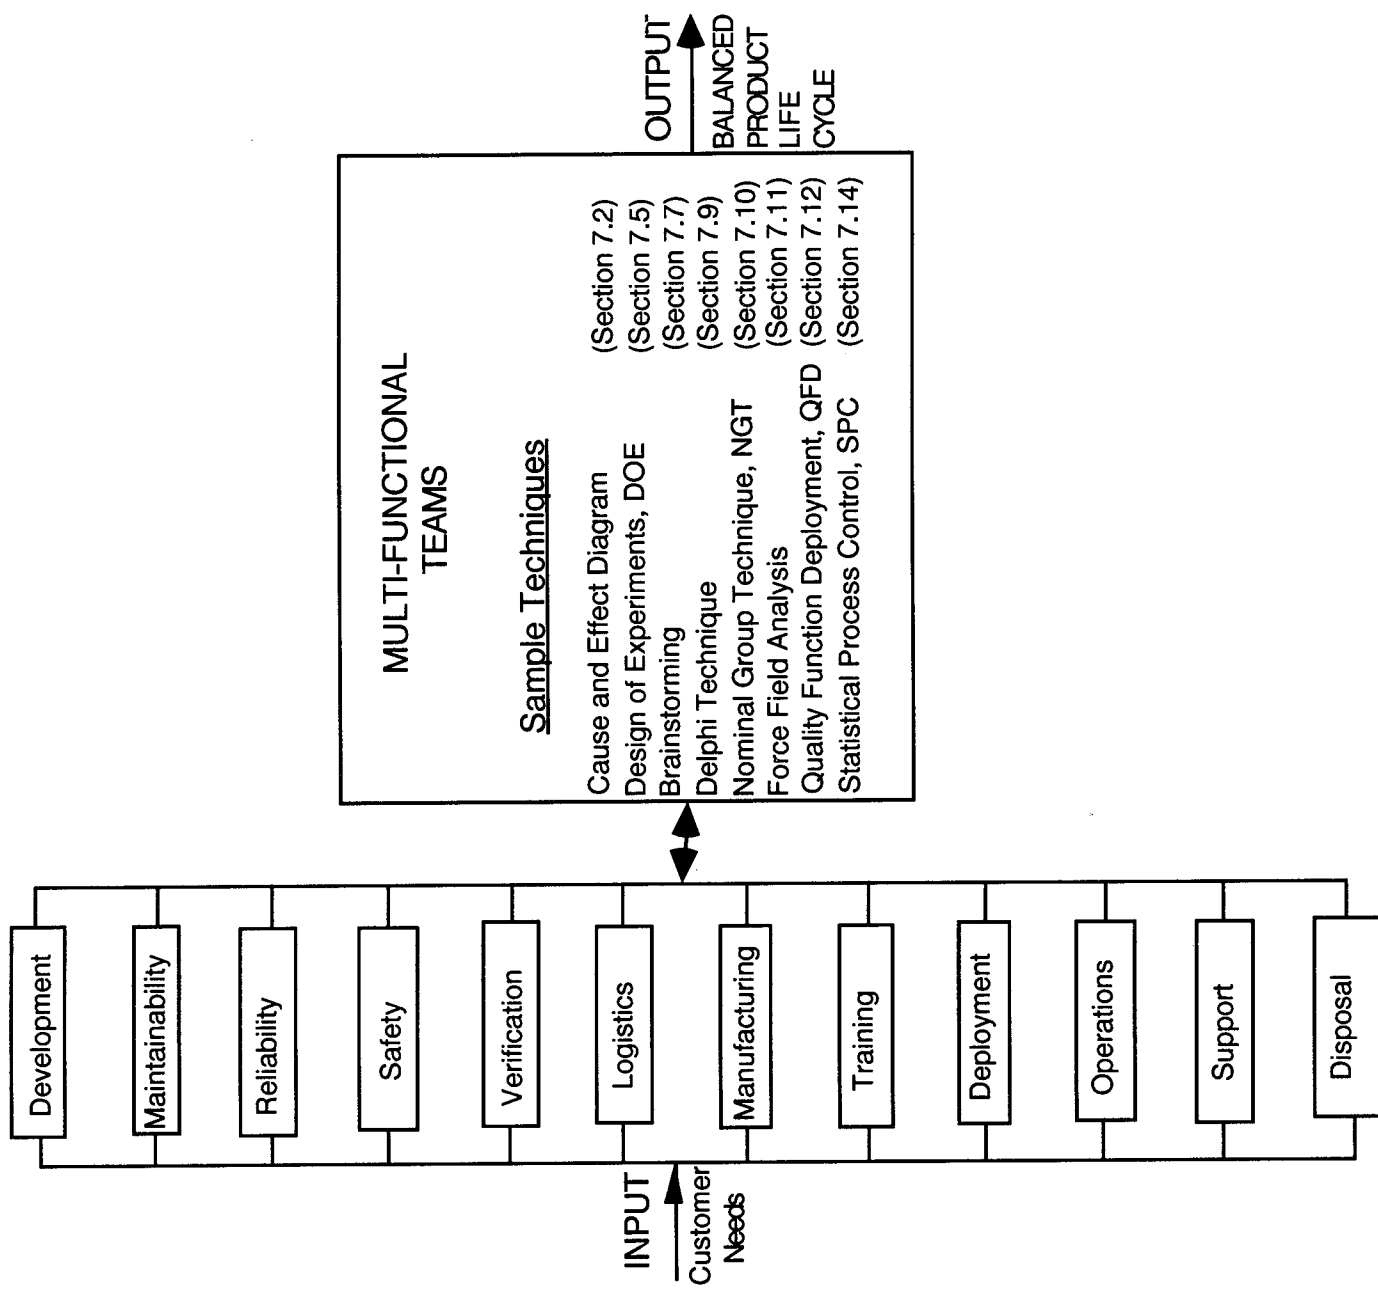 INPUT
Customer
Needs
Development
Maintainability
Reliability
Safety
Verification
Logistics
Manufacturing
Training
Deployment
Operations
Support
Disposal
MULTI-FUNCTIONAL
TEAMS
Sample Techniques
Cause and Effect Diagram (Section 7.2)
Design of Experiments, DOE (Section 7.5)
Brainstorming (Section 7.7)
Delphi Technique (Section 7.9)
Nominal Group Technique, NGT (Section 7.10)
Force Field Analysis (Section 7.11)
Quality Function Deployment, QFD (Section 7.12)
Statistical Process Control, SPC (Section 7.14)
OUTPUT
BALANCED
PRODUCT
LIFE
CYCLE